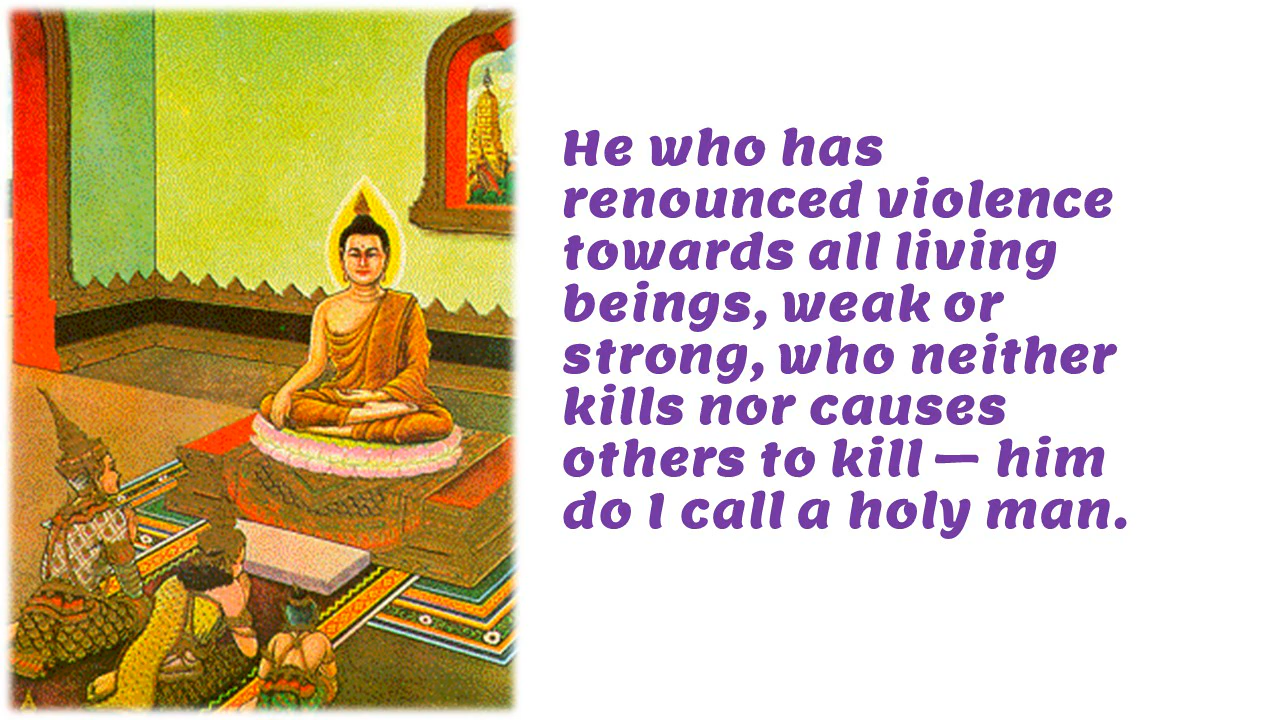 He who has
renounced violence
towards all living
beings, weak or
strong, who neither
kills nor causes
others to kill — him
do I call a holy man.